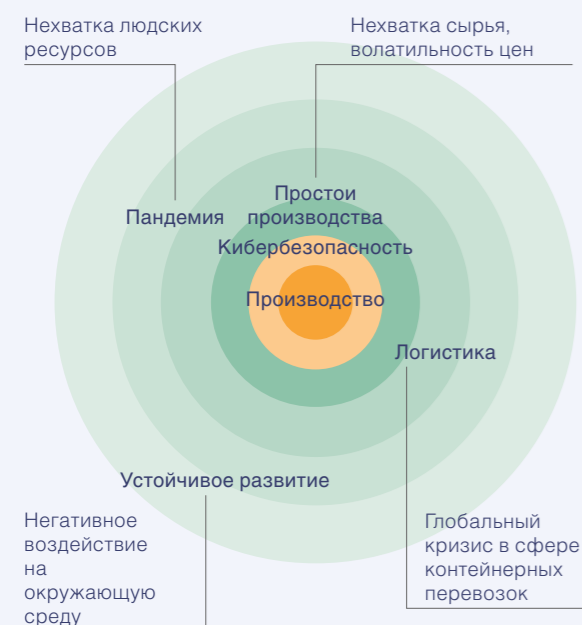 Нехватка людских
ресурсов
Нехватка сырья,
волатильность цен
Простои
Пандемия производства
Кибербезопасность
Производство
Логистика
Устойчивое развитие
Негативное
воздействие
на
окружающую
среду
Глобальный
кризис в сфере
контейнерных
перевозок